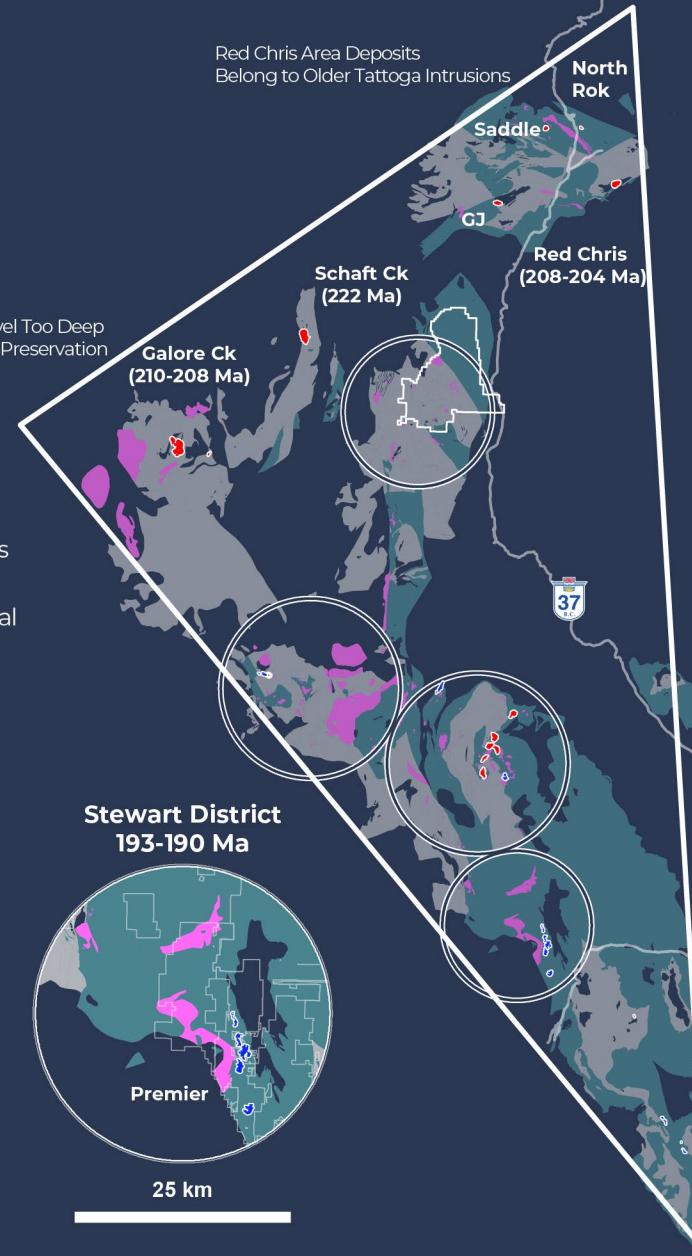 Red Chris Area Deposits
Belong to Older Tattoga Intrusions
North
Rok
Saddle
GJ
Red Chris
(208-204 Ma)
Schaft Ck
(222 Ma)
Too Deep
Preservation
Galore Ck
(210-208 Ma)
37
B.C.
Stewart District
193-190 Ma
Premier
25 km